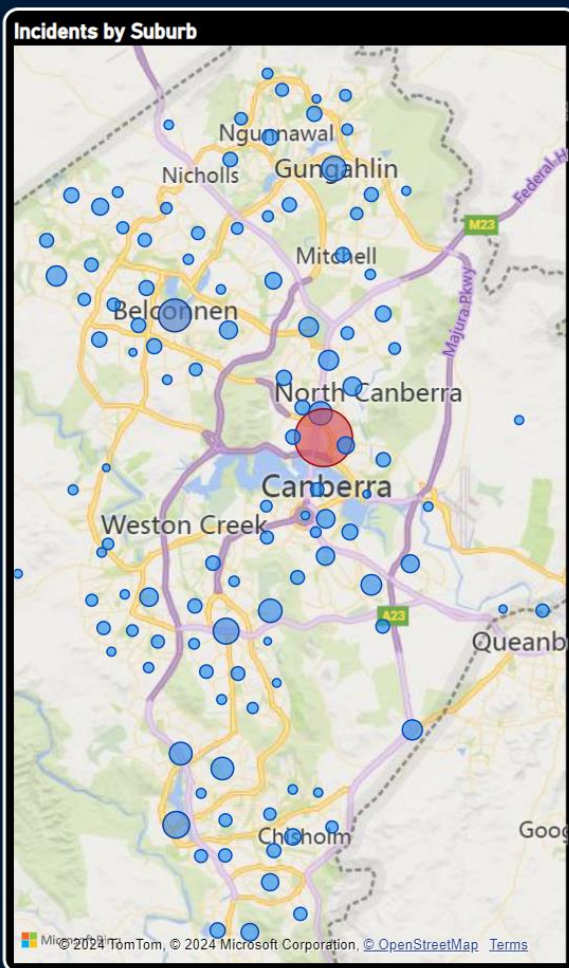 Incidents by Suburb
Ngunnawal
Nicholls
Gungahlin
Federal H
M23
Mitchell
Majura Pkwy
Belconnen
North Canberra
Canberra
Weston Creek
A23
Queanb
Goog
Chisholm
© 2024 TomTom, © 2024 Microsoft Corporation, © OpenStreetMap Terms